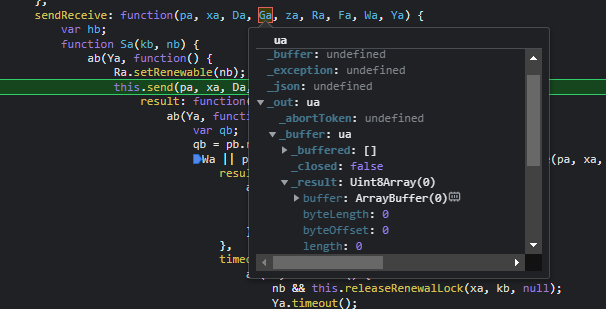 },
sendReceive: function(pa, xa, Da, Ga, za, Ra, Fa, Wa, Ya) {
var hb;
function Sa(kb, nb) {
ab(Ya, function() {
Ra.setRenewable(nb);
this.send(pa, xa, Da,
result: function(
ab(Ya, func
var qb;
qb = pb.
Wa || p
(pa, xa,
resul
a
}
},
timeo
a
nb && this.releaseRenewalLock(xa, kb, null);
Ya.timeout();
ua
_buffer: undefined
_exception: undefined
_json: undefined
_out: ua
_abortToken: undefined
_buffer: ua
_buffered: []
_closed: false
_result: Uint8Array(0)
buffer: ArrayBuffer(0)
byteLength: 0
byteOffset: 0
length: 0